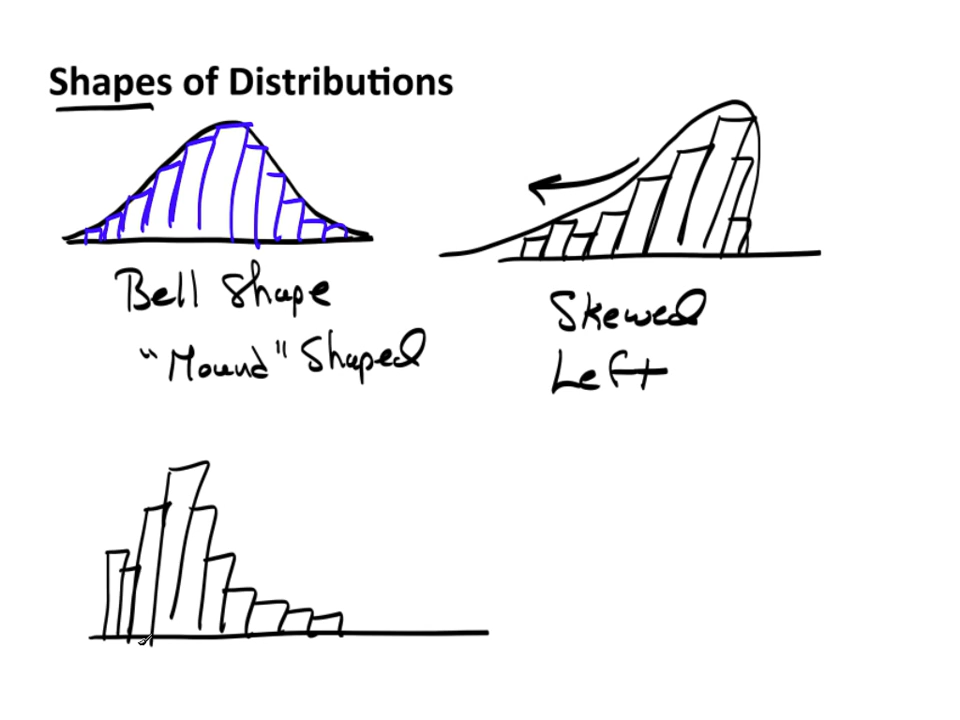 Shapes of Distributions
Bell Shape
"Mound" Shaped
Skewed
Left